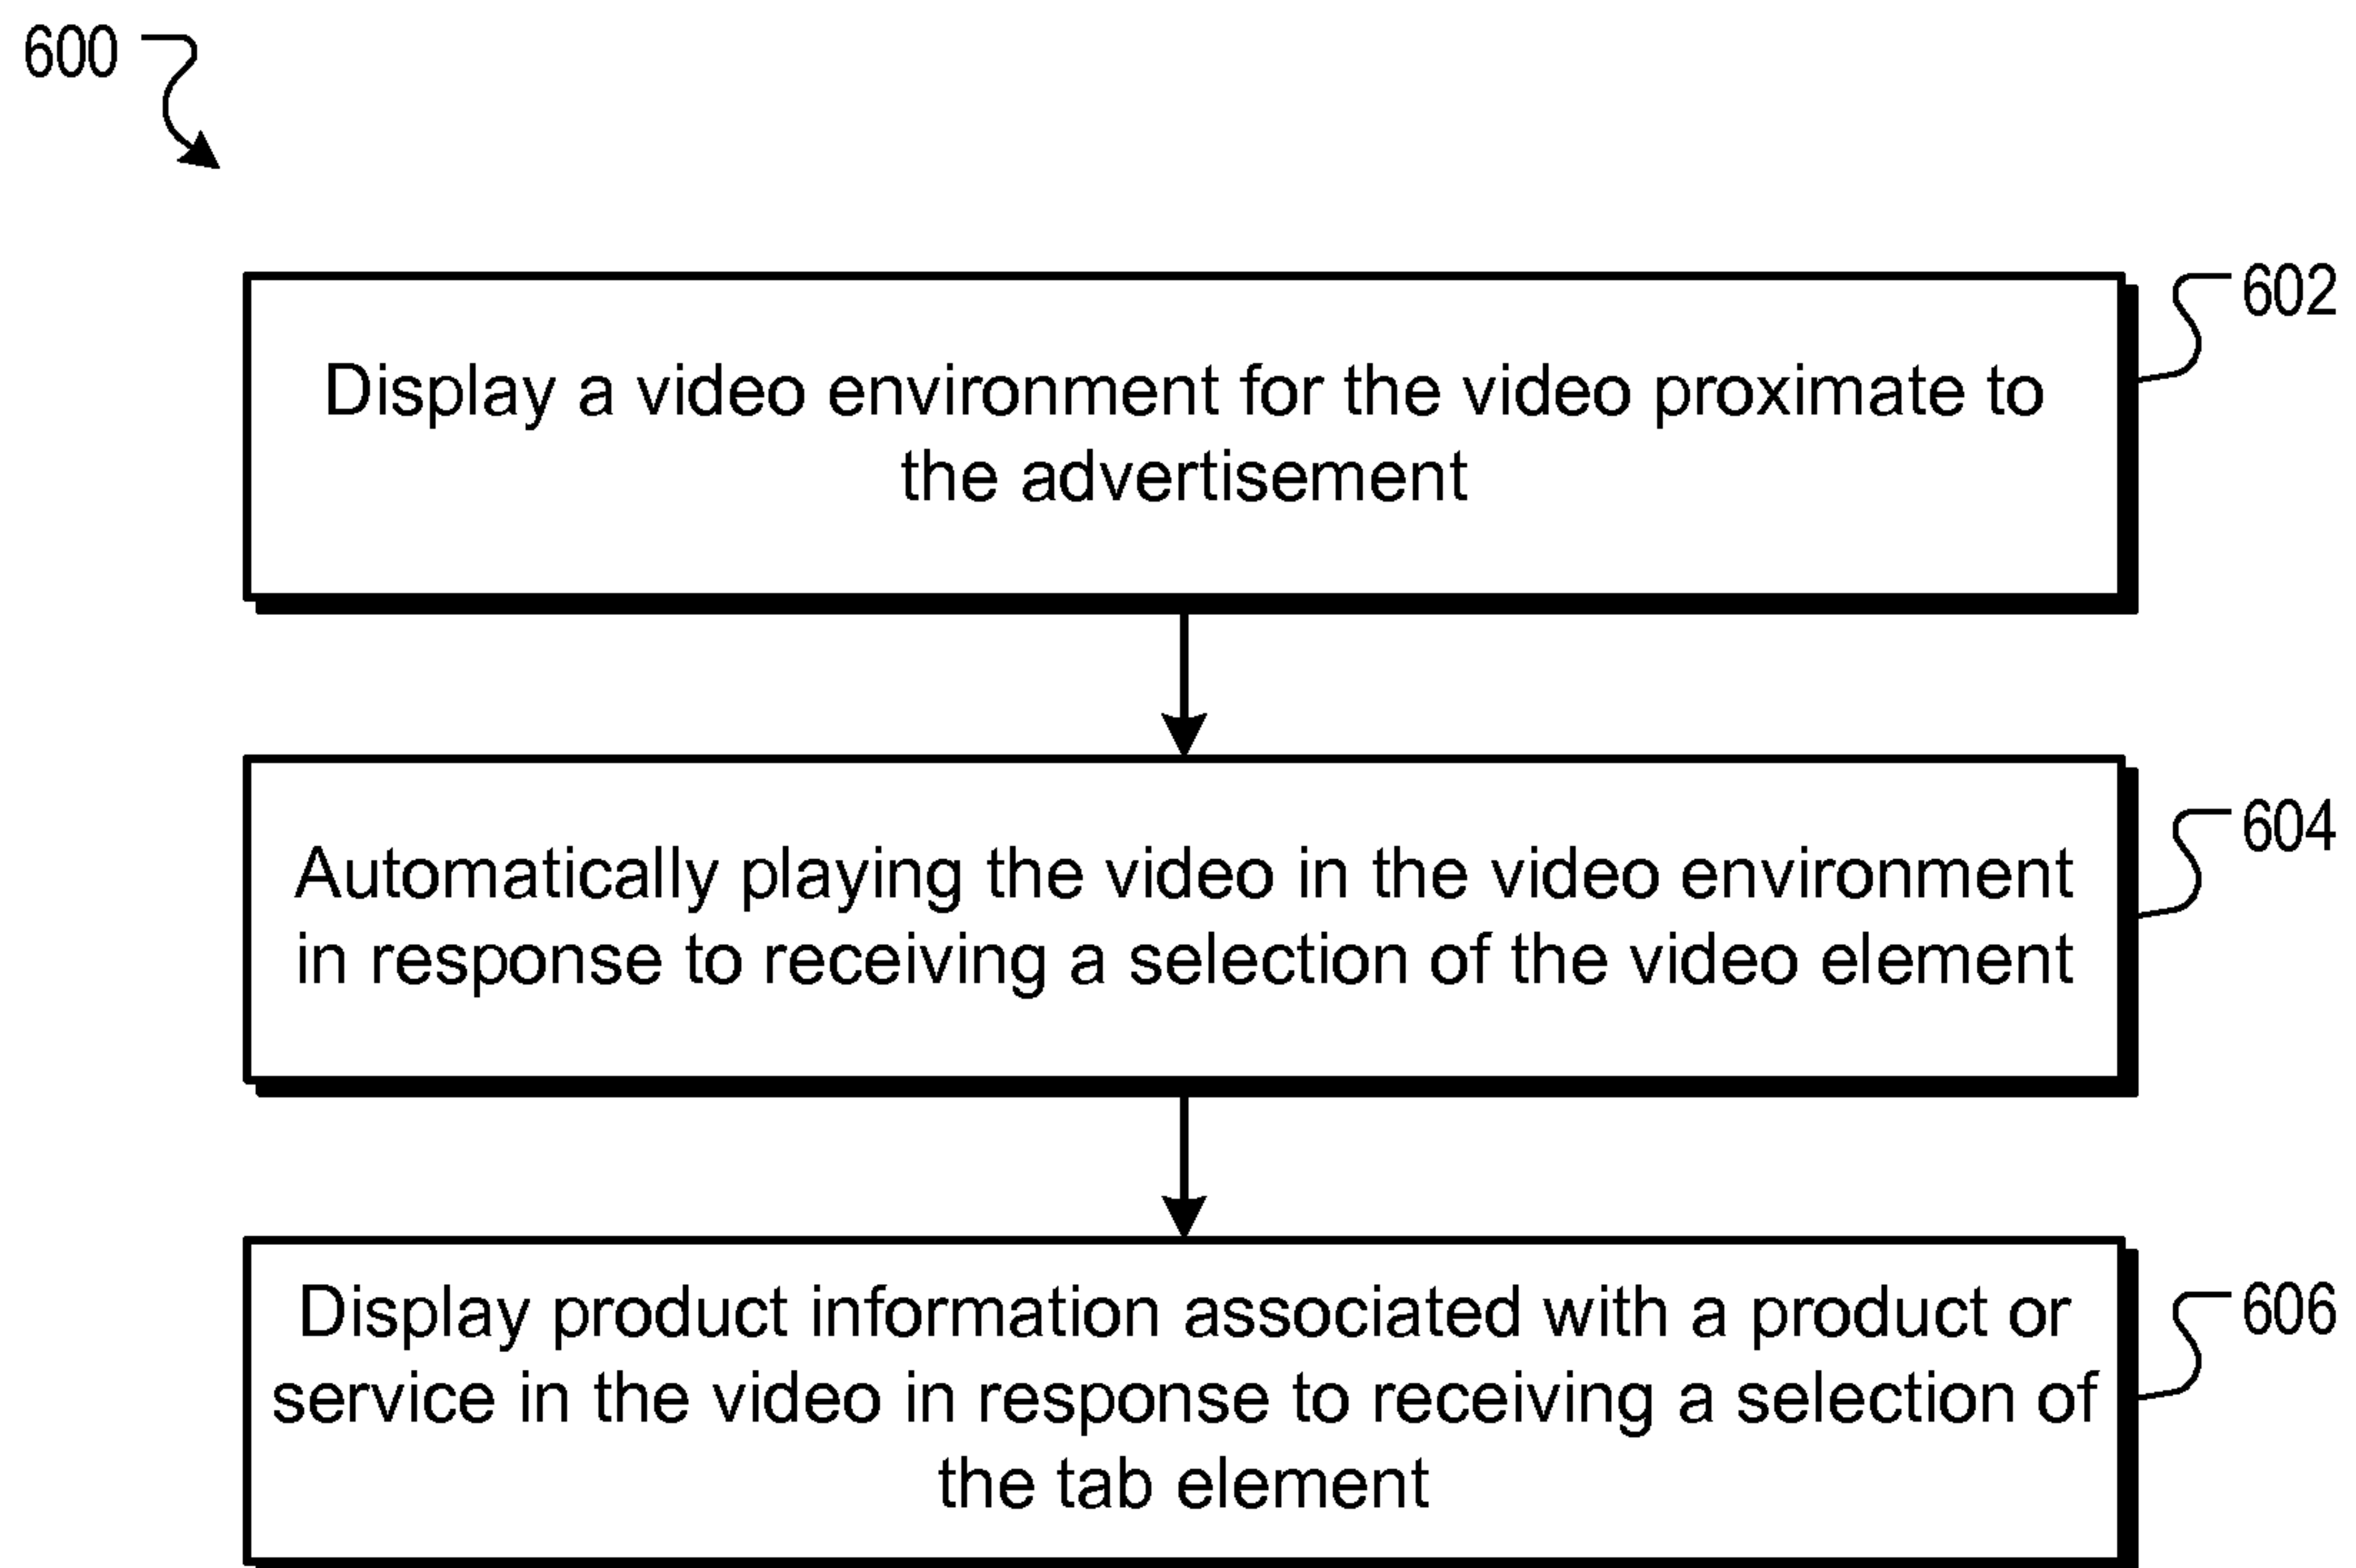 600
602
Display a video environment for the video proximate to
the advertisement
604
Automatically playing the video in the video environment
in response to receiving a selection of the video element
606
Display product information associated with a product or
service in the video in response to receiving a selection of
the tab element